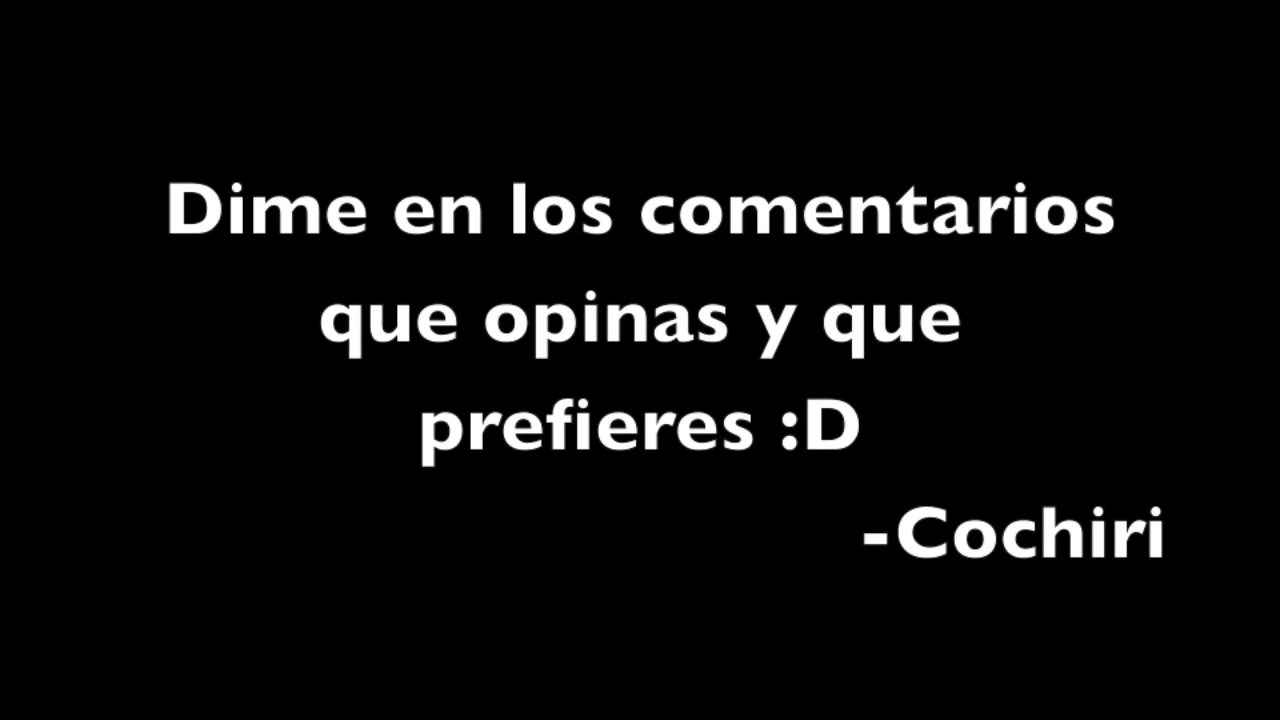 Dime en los comentarios
que opinas y que
prefieres :D
-Cochiri